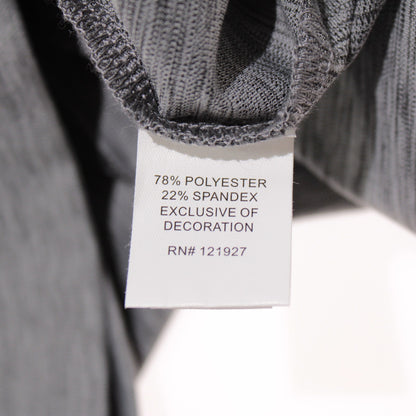 78% POLYESTER
22% SPANDEX
EXCLUSIVE OF
DECORATION
RN# 121927